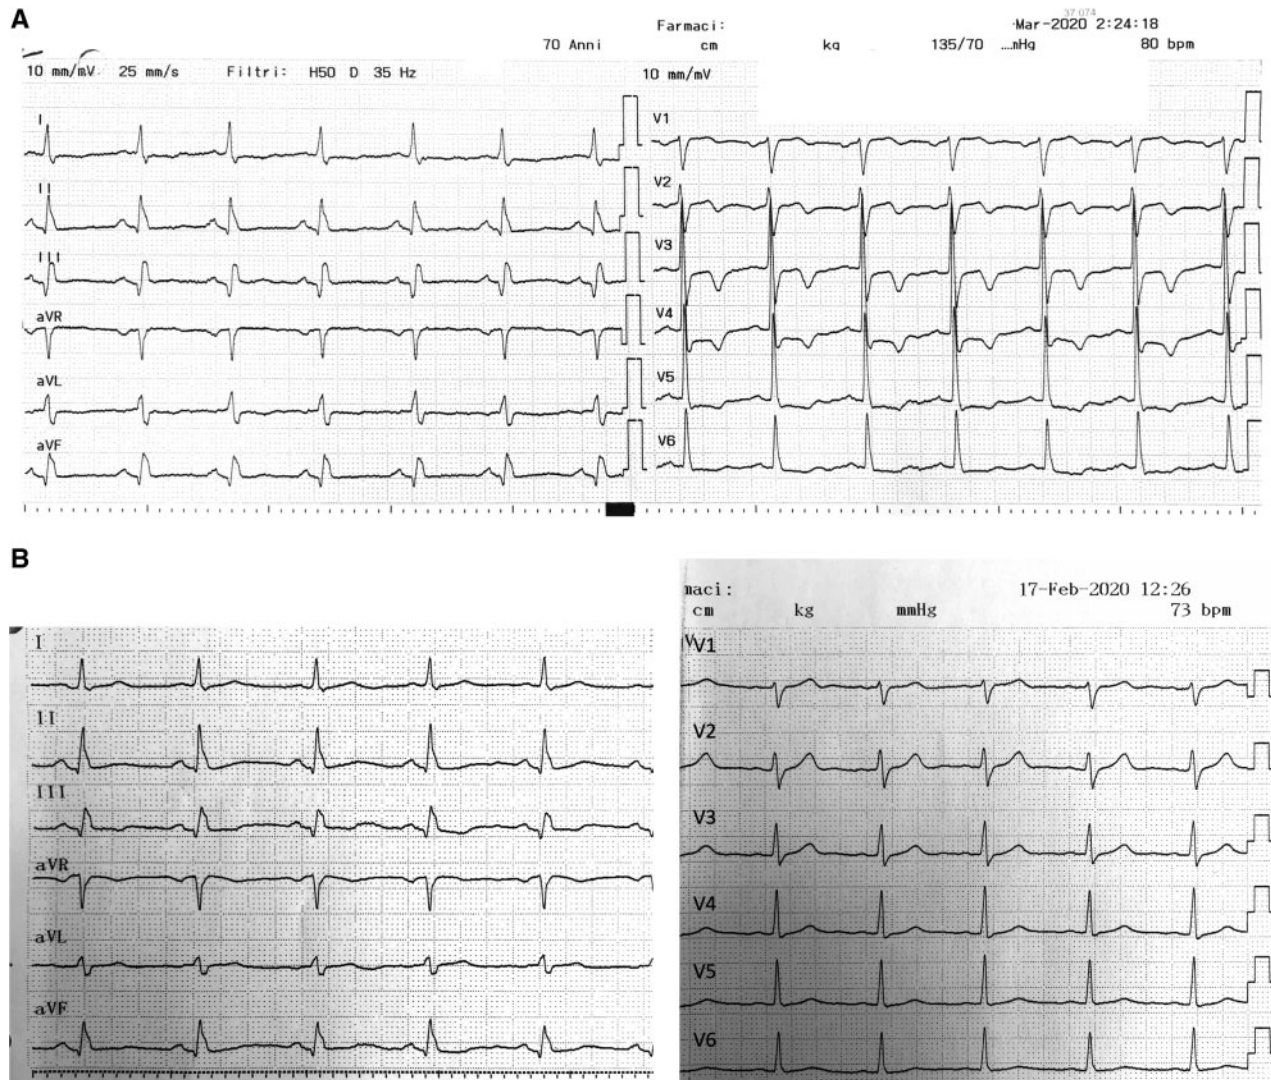 A
37 074
Farmaci: Mar-2020 2:24:18
70 Anni cm kg 135/70 ....mHg 80 bpm
10 mm/mV 25 mm/s Filtri: H50 D 35 Hz 10 mm/mV
I
II
III
aVR
aVL
aVF
V1
V2
V3
V4
V5
V6
B
I
II
III
aVR
aVL
aVF
maci: 17-Feb-2020 12:26
cm kg mmHg 73 bpm
V1
V2
V3
V4
V5
V6